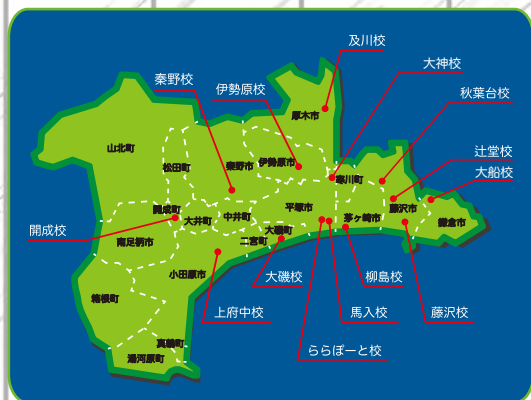 及川校
大神校
秦野校
伊勢原校
秋葉台校
厚木市
山北町
辻堂校
松田町
秦野市
伊勢原市
大船校
寒川町
開成町
大井町
中井町
平塚市
茅ヶ崎市
藤沢市
鎌倉市
開成校
南足柄市
二宮町
大磯町
小田原市
大磯校
柳島校
箱根町
上府中校
馬入校
藤沢校
真鶴町
ららぽーと校
湯河原町